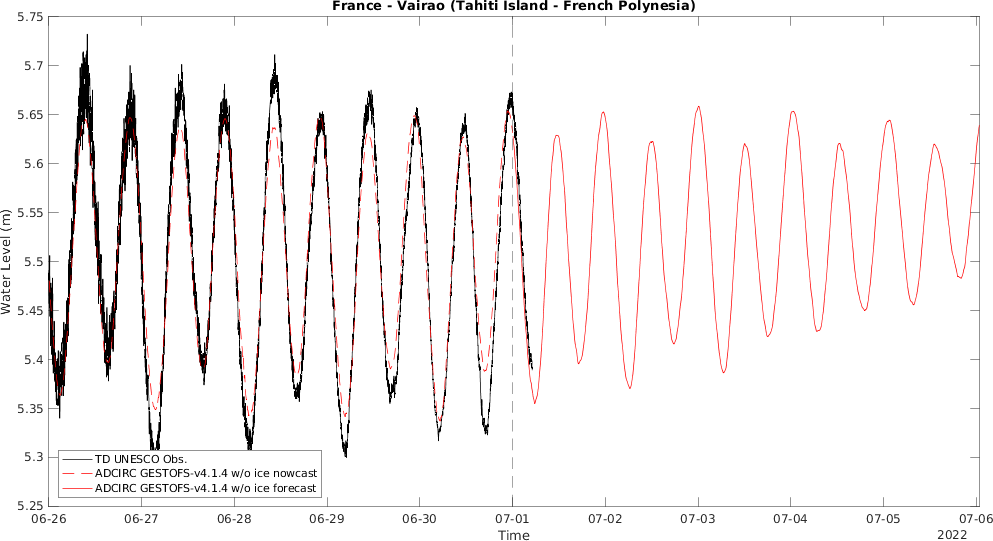 France - Vairao (Tahiti Island - French Polynesia)
5.75
5.7
5.65
5.6
5.55
5.5
5.45
5.4
5.35
5.3
5.25
Water Level (m)
TD UNESCO Obs.
ADCIRC GESTOFS-v4.1.4 w/o ice nowcast
ADCIRC GESTOFS-v4.1.4 w/o ice forecast
06-26 06-27 06-28 06-29 06-30 07-01 07-02 07-03 07-04 07-05 07-06
Time
2022